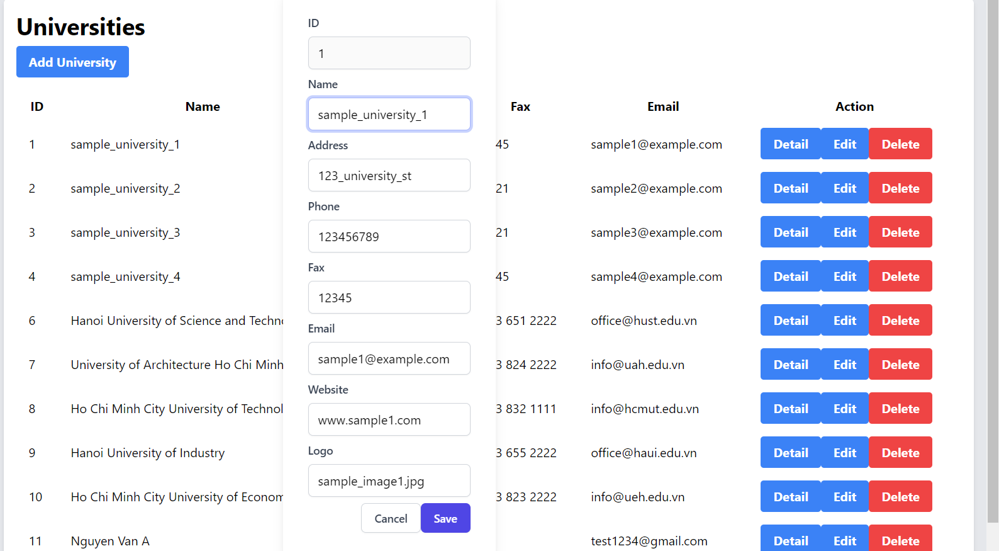 Universities
Add University
ID Name Fax Email Action
1 sample_university_1 45 sample1@example.com Detail Edit Delete
2 sample_university_2 21 sample2@example.com Detail Edit Delete
3 sample_university_3 21 sample3@example.com Detail Edit Delete
4 sample_university_4 45 sample4@example.com Detail Edit Delete
6 Hanoi University of Science and 3 651 2222 office@hust.edu.vn Detail Edit Delete
7 University of Architecture Ho Chi Minh 3 824 2222 info@uah.edu.vn Detail Edit Delete
8 Ho Chi Minh City University of 3 832 1111 info@hcmut.edu.vn Detail Edit Delete
9 Hanoi University of Industry 3 655 2222 office@haui.edu.vn Detail Edit Delete
10 Ho Chi Minh City University of 3 823 2222 info@ueh.edu.vn Detail Edit Delete
11 Nguyen Van A test1234@gmail.com Detail Edit Delete
ID
1
Name
sample_university_1
Address
123_university_st
Phone
123456789
Fax
12345
Email
sample1@example.com
Website
www.sample1.com
Logo
sample_image1.jpg
Cancel Save